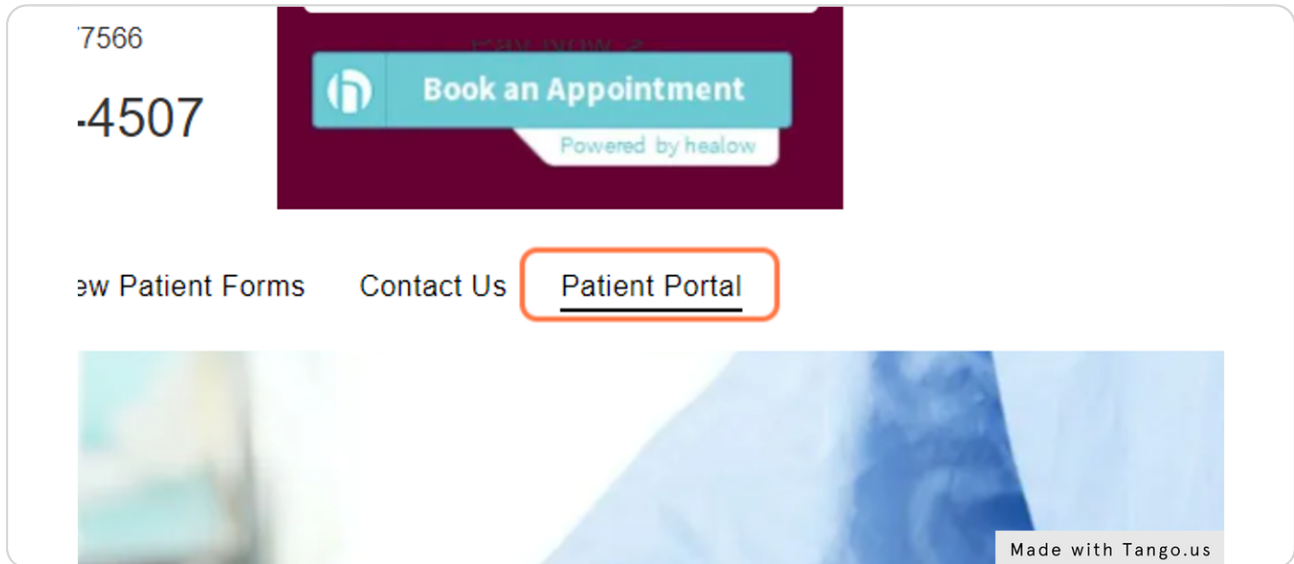 7566
Book an Appointment
-4507
Powered by healow
ew Patient Forms Contact Us Patient Portal
Made with Tango.us